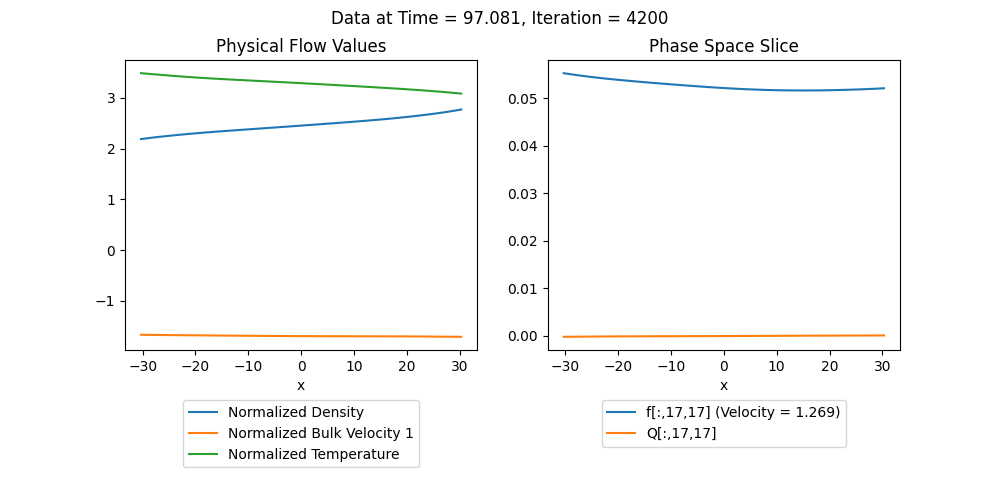 Data at Time = 97.081, Iteration = 4200
Physical Flow Values
3
2
1
0
−1
−30
−20
−10
0
10
20
30
x
Normalized Density
Normalized Bulk Velocity 1
Normalized Temperature
Phase Space Slice
0.05
0.04
0.03
0.02
0.01
0.00
−30
−20
−10
0
10
20
30
x
f[:,17,17] (Velocity = 1.269)
Q[:,17,17]